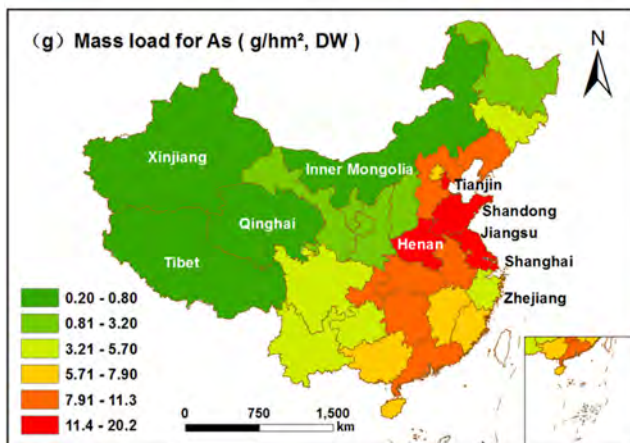 (g) Mass load for As ( g/hm², DW )
N
Xinjiang
Inner Mongolia
Tianjin
Qinghai
Shandong
Jiangsu
Henan
Tibet
Shanghai
Zhejiang
0.20 - 0.80
0.81 - 3.20
3.21 - 5.70
5.71 - 7.90
7.91 - 11.3
11.4 - 20.2
0 750 1,500
km